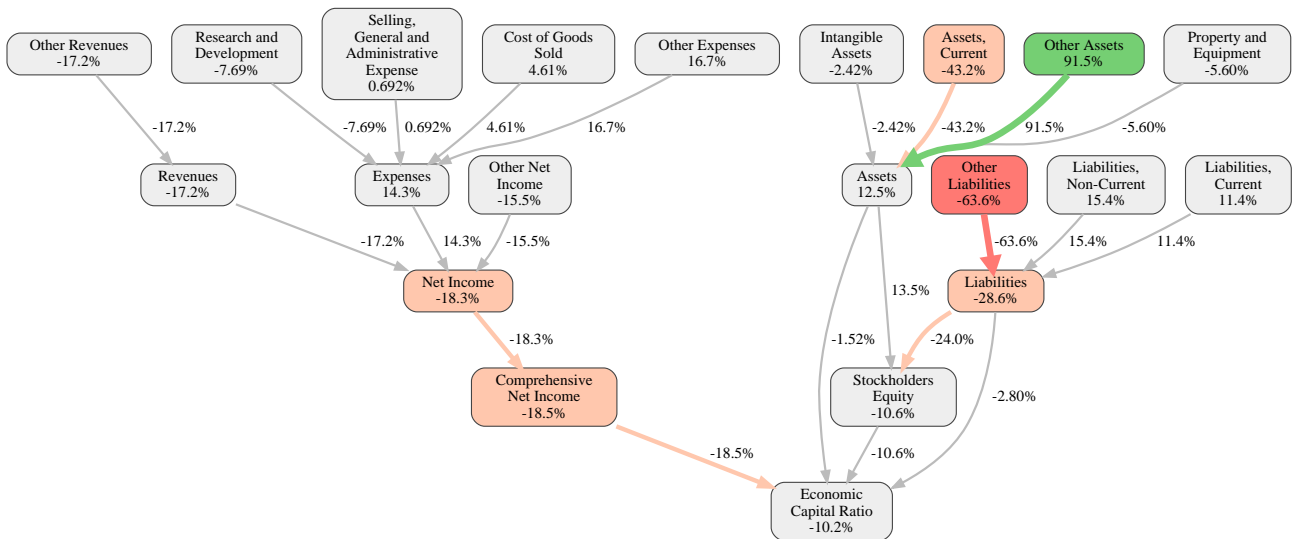 Other Revenues
-17.2%
Research and
Development
-7.69%
Selling,
General and
Administrative
Expense
0.692%
Cost of Goods
Sold
4.61%
Other Expenses
16.7%
Intangible
Assets
-2.42%
Assets,
Current
-43.2%
Other Assets
91.5%
Property and
Equipment
-5.60%
-17.2%
-7.69%
0.692%
4.61%
16.7%
-2.42%
-43.2%
91.5%
-5.60%
Revenues
-17.2%
Expenses
14.3%
Other Net
Income
-15.5%
Assets
12.5%
Other
Liabilities
-63.6%
Liabilities,
Non-Current
15.4%
Liabilities,
Current
11.4%
-17.2%
14.3%
-15.5%
-63.6%
15.4%
11.4%
Net Income
-18.3%
13.5%
Liabilities
-28.6%
-18.3%
-1.52%
-24.0%
Comprehensive
Net Income
-18.5%
Stockholders
Equity
-10.6%
-2.80%
-18.5%
-10.6%
Economic
Capital Ratio
-10.2%